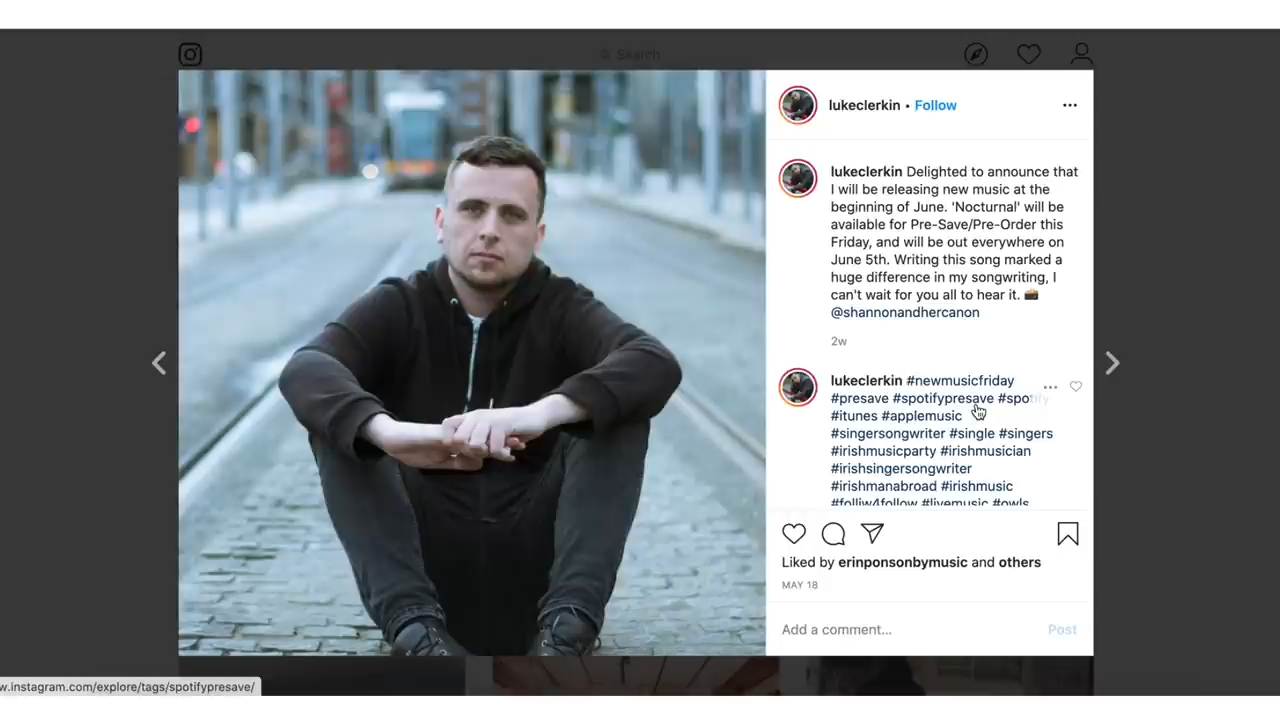 Search
lukeclerkin • Follow
lukeclerkin Delighted to announce that
I will be releasing new music at the
beginning of June. 'Nocturnal' will be
available for Pre-Save/Pre-Order this
Friday, and will be out everywhere on
June 5th. Writing this song marked a
huge difference in my songwriting, I
can't wait for you all to hear it. 📸
@shannonandhercanon
2w
lukeclerkin #newmusicfriday
#presave #spotifypresave #spotify
#itunes #applemusic
#singersongwriter #single #singers
#irishmusicparty #irishmusician
#irishsingersongwriter
#irishmanabroad #irishmusic
#folliw4follow #livemusic #owls
Liked by erinponsonbymusic and others
MAY 18
Add a comment... Post
w.instagram.com/explore/tags/spotifypresave/